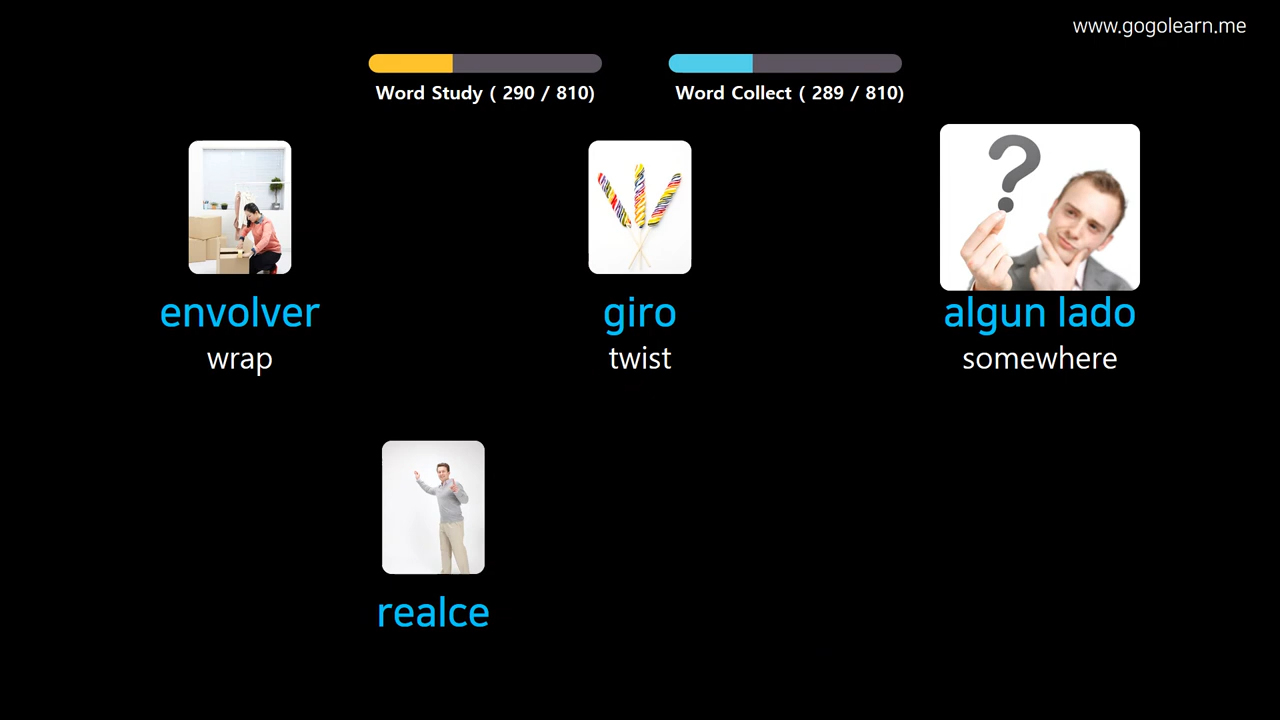 www.gogolearn.me
Word Study ( 290 / 810)
Word Collect ( 289 / 810)
envolver
wrap
giro
twist
algun lado
somewhere
realce